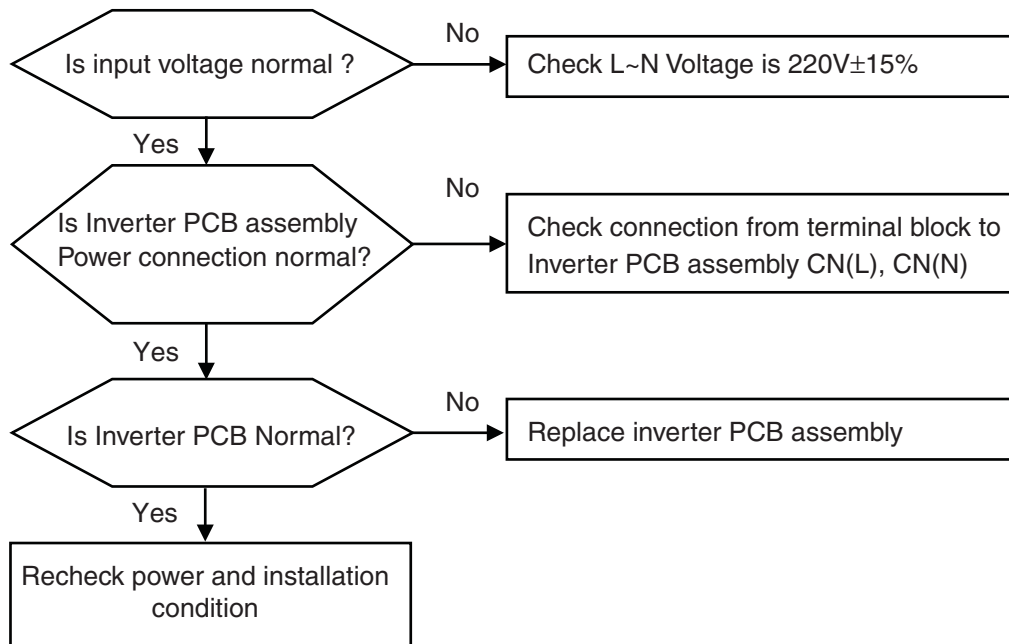 Is input voltage normal ?
No
Check L~N Voltage is 220V±15%
Yes
Is Inverter PCB assembly
Power connection normal?
No
Check connection from terminal block to
Inverter PCB assembly CN(L), CN(N)
Yes
Is Inverter PCB Normal?
No
Replace inverter PCB assembly
Yes
Recheck power and installation
condition